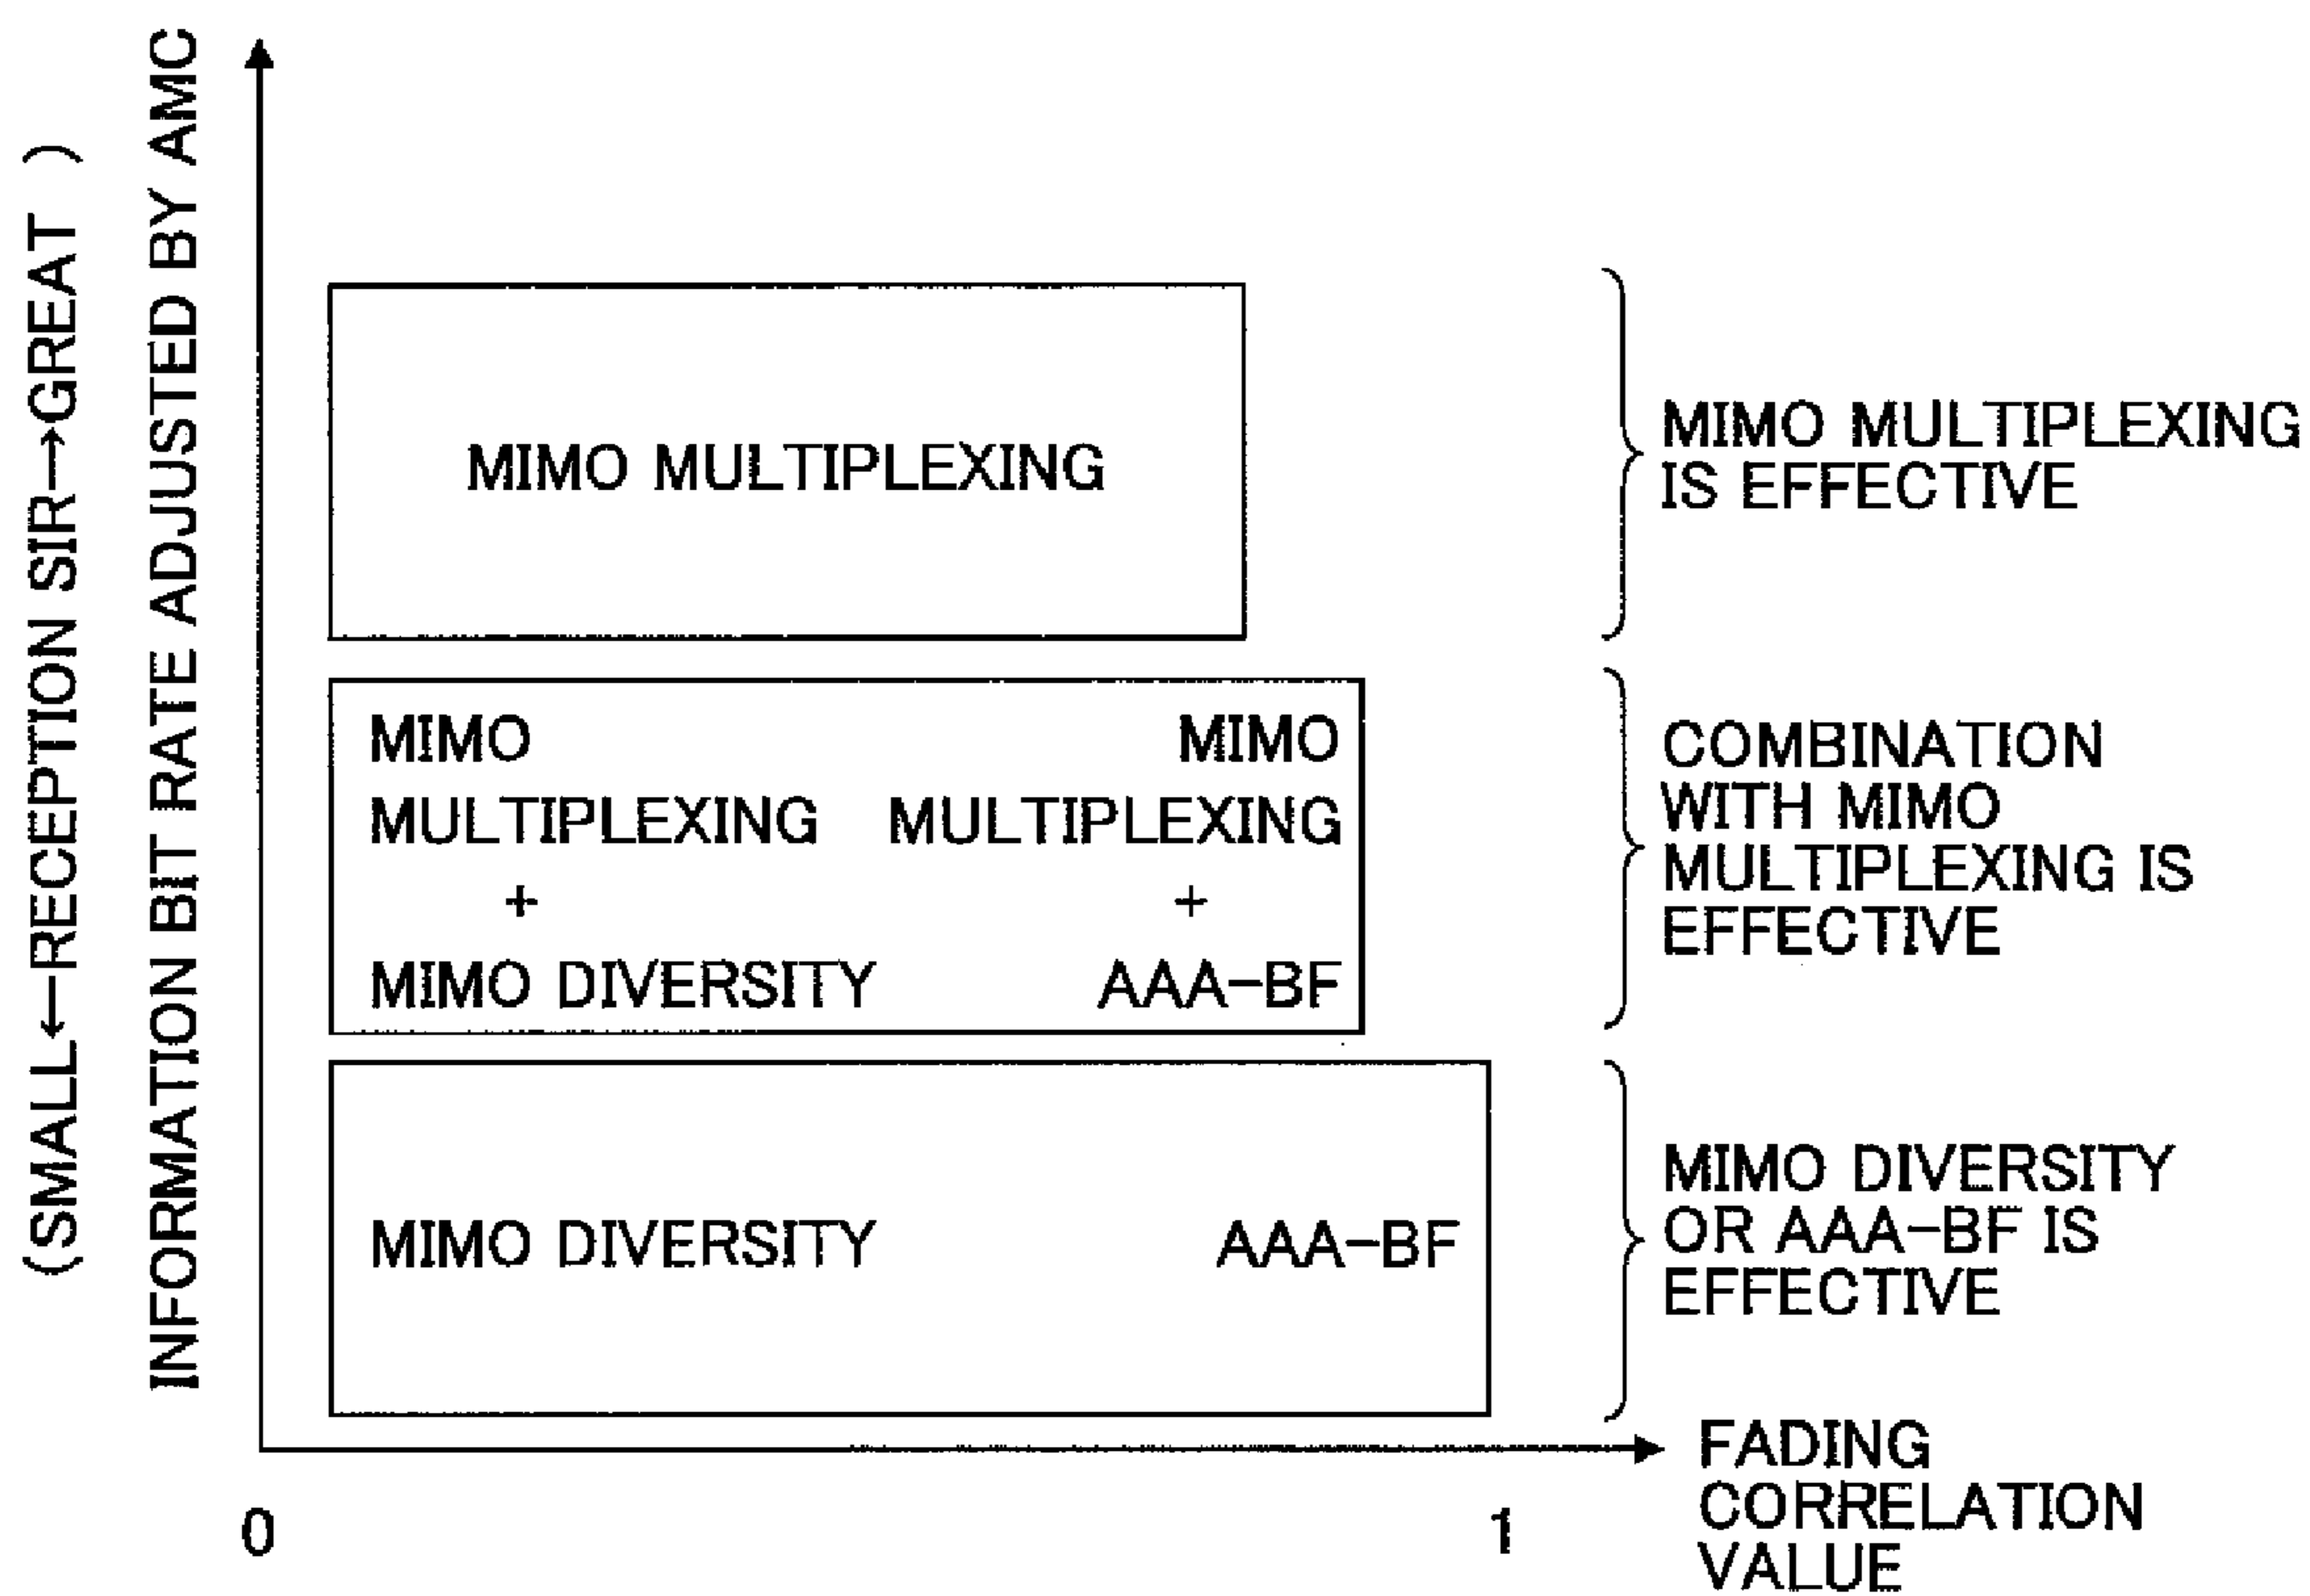 (SMALL←RECEPTION SIR→GREAT )
INFORMATION BIT RATE ADJUSTED BY AMC
MIMO MULTIPLEXING
MIMO MULTIPLEXING
IS EFFECTIVE
MIMO MIMO
MULTIPLEXING MULTIPLEXING
+ +
MIMO DIVERSITY AAA-BF
COMBINATION
WITH MIMO
MULTIPLEXING IS
EFFECTIVE
MIMO DIVERSITY AAA-BF
MIMO DIVERSITY
OR AAA-BF IS
EFFECTIVE
0 1
FADING
CORRELATION
VALUE